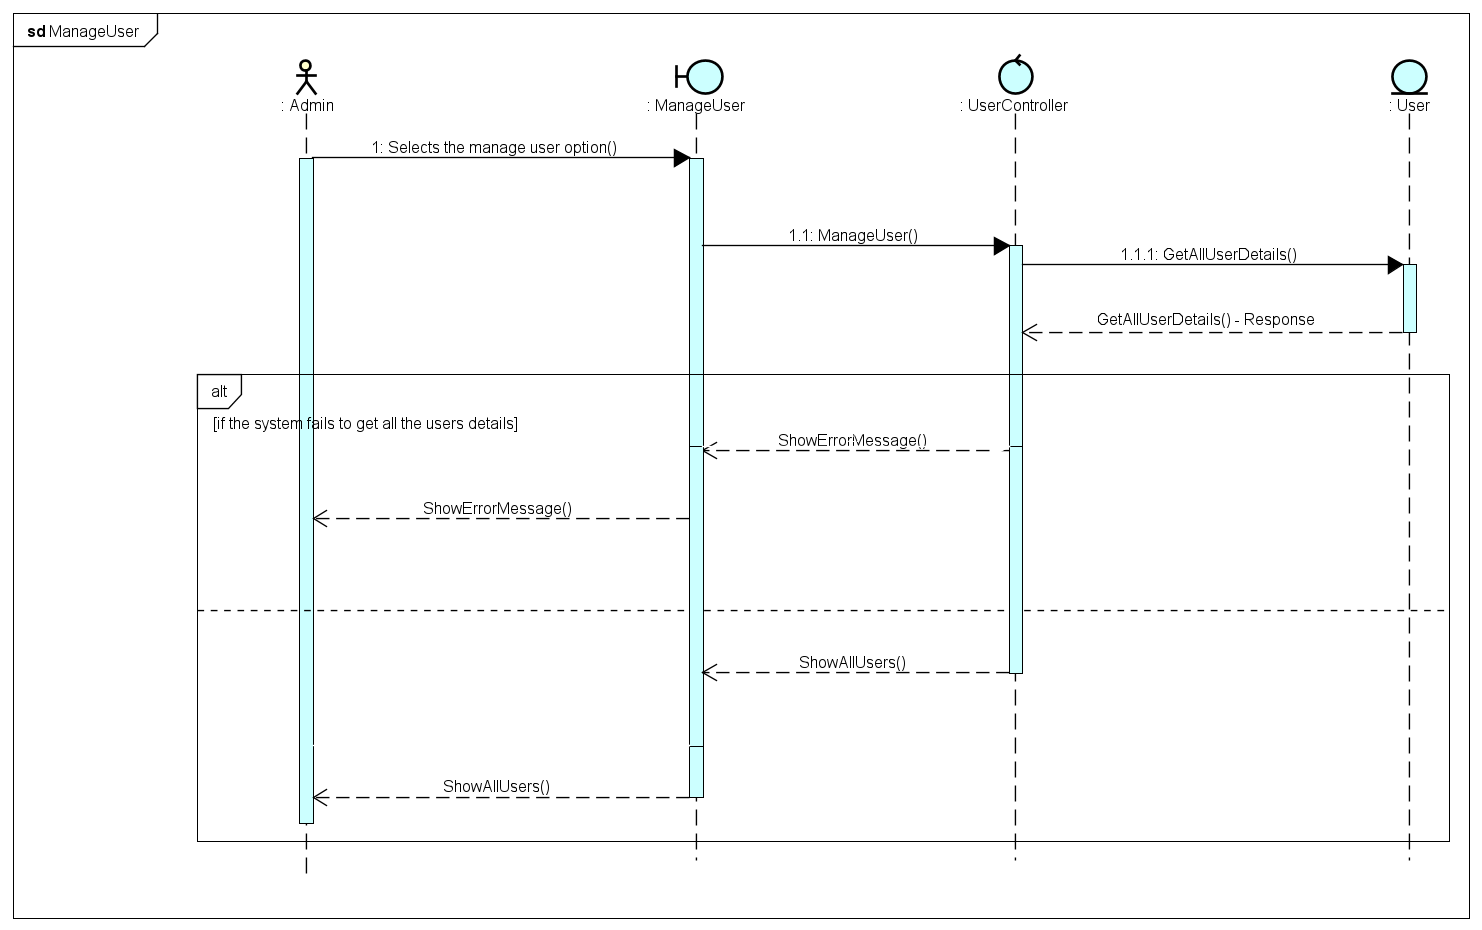 sd ManageUser
: Admin
: ManageUser
: UserController
: User
1: Selects the manage user option()
1.1: ManageUser()
1.1.1: GetAllUserDetails()
GetAllUserDetails() - Response
alt
[if the system fails to get all the users details]
ShowErrorMessage()
ShowErrorMessage()
ShowAllUsers()
ShowAllUsers()